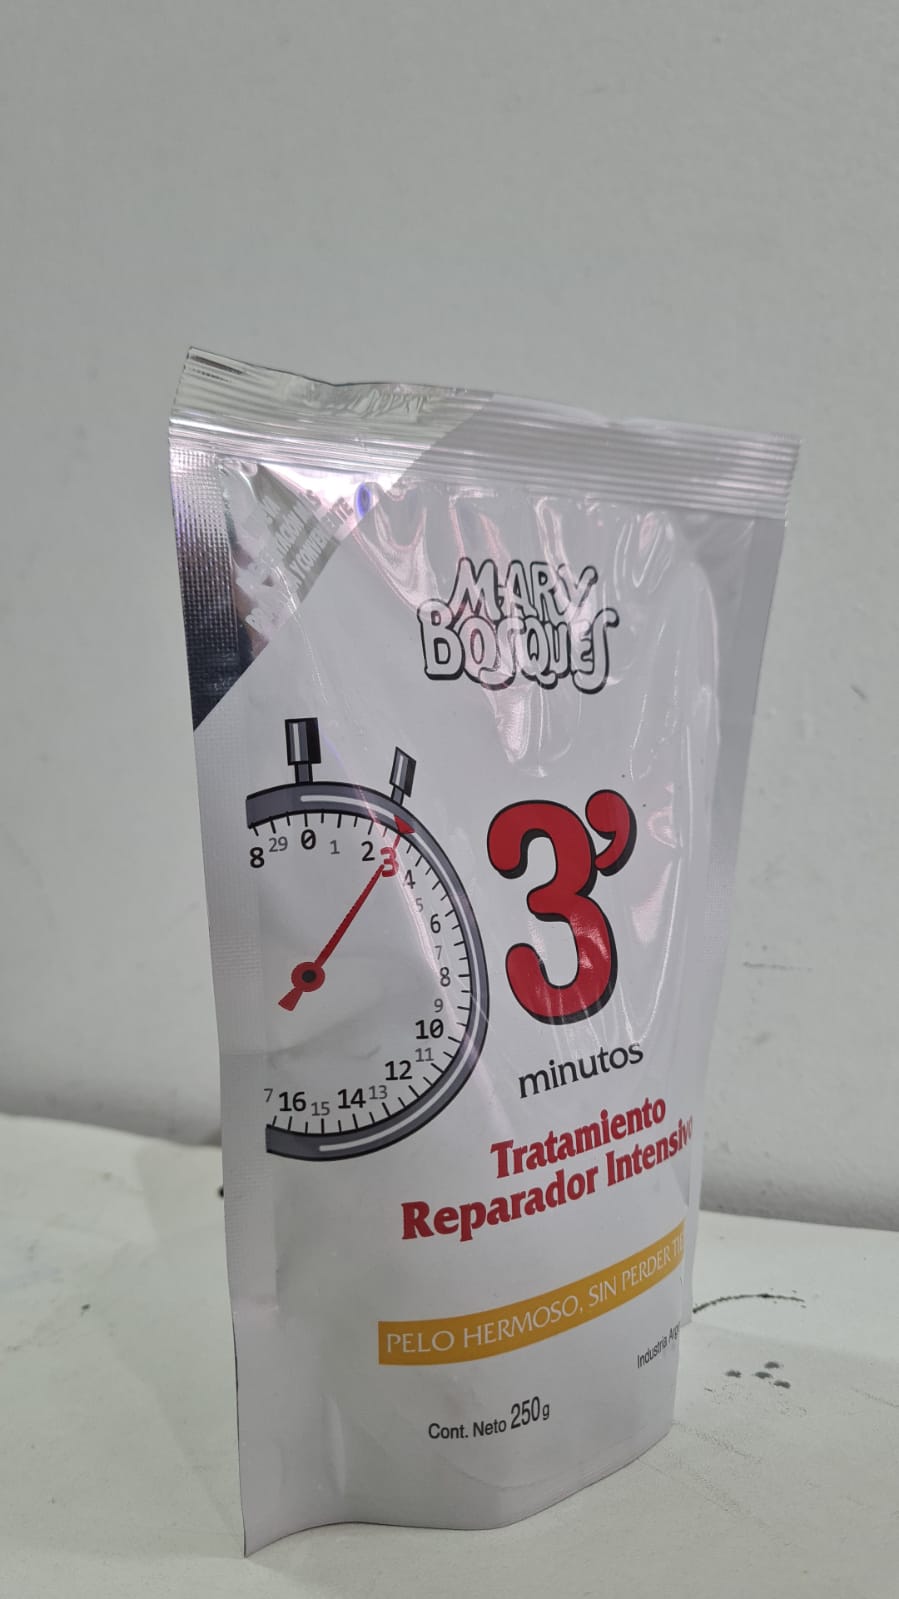 MARY
BOSQUES
3’
minutos
Tratamiento
Reparador Intensivo
PELO HERMOSO, SIN PERDER
Industria
Cont. Neto 250g
8 29 0 1 2 3 4 5 6 7 8 9 10 11 12 13 14 15 16 7